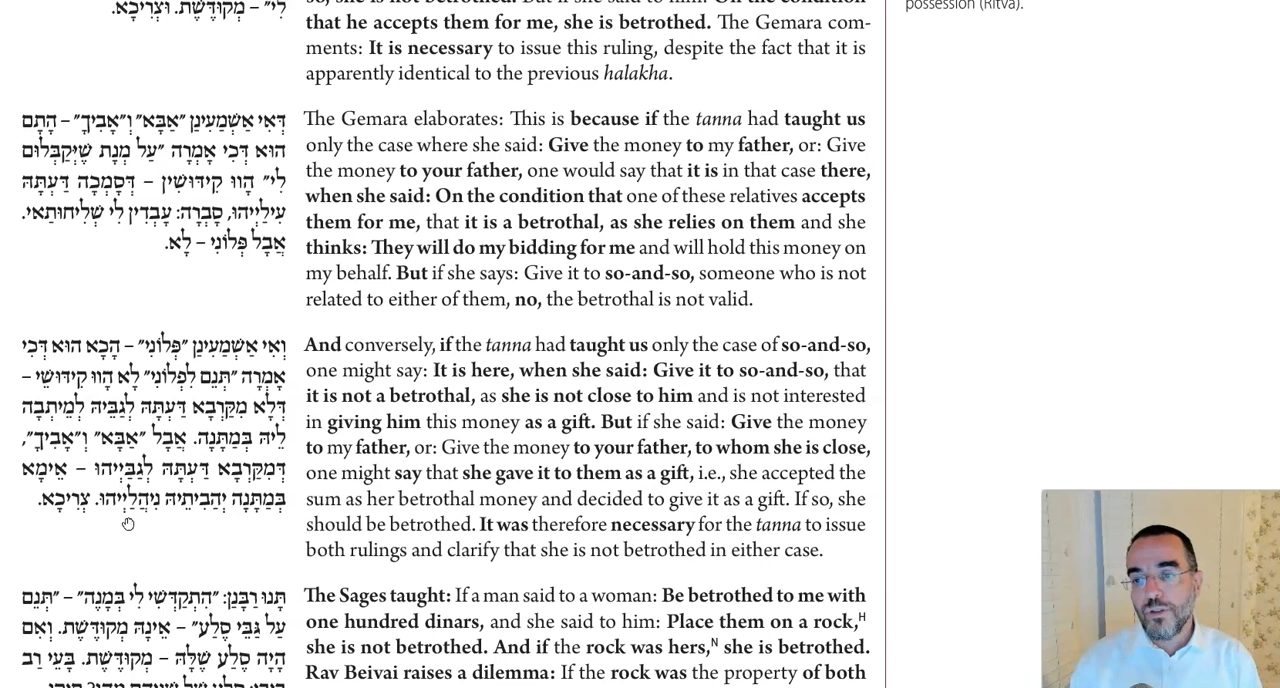 לִי״ – מְקוּדֶּשֶׁת. וּצְרִיכָא.
דְּאִי אַשְׁמְעִינַן ״אַבָּא״ וְ״אָבִיךָ״ – הָתָם
הוּא דְּכִי אָמְרָה ״עַל מְנָת שֶׁיְּקַבְּלוּם
לִי״ הָווּ קִידּוּשִׁין – דְּסָמְכָה דַּעְתָּהּ
עִילָּוַיְיהוּ, סָבְרָה: עָבְדִין לִי שְׁלִיחוּתַאי.
אֲבָל פְּלוֹנִי – לָא.
וְאִי אַשְׁמְעִינַן ״פְּלוֹנִי״ – הָכָא הוּא דְּכִי
אָמְרָה ״תְּנֵם לִפְלוֹנִי״ לָא הָווּ קִידּוּשֵׁי –
דְּלָא מִקָּרְבָא דַּעְתָּהּ לְגַבֵּיהּ לְמֵיתְבָה
לֵיהּ בְּמַתָּנָה. אֲבָל ״אַבָּא״ וְ״אָבִיךָ״,
דְּמִקָּרְבָא דַּעְתָּהּ לְגַבַּיְיהוּ – אֵימָא
בְּמַתָּנָה יְהַבִיתֵיהּ נִיהֲלַיְיהוּ. צְרִיכָא.
תָּנוּ רַבָּנַן: ״הִתְקַדְּשִׁי לִי בְּמָנֶה״ – ״תְּנֵם
עַל גַּבֵּי סֶלַע״ – אֵינָהּ מְקוּדֶּשֶׁת. וְאִם
הָיָה סֶלַע שֶׁלָּהּ – מְקוּדֶּשֶׁת. בָּעֵי רַב
that he accepts them for me, she is betrothed. The Gemara com-
ments: It is necessary to issue this ruling, despite the fact that it is
apparently identical to the previous halakha.
The Gemara elaborates: This is because if the tanna had taught us
only the case where she said: Give the money to my father, or: Give
the money to your father, one would say that it is in that case there,
when she said: On the condition that one of these relatives accepts
them for me, that it is a betrothal, as she relies on them and she
thinks: They will do my bidding for me and will hold this money on
my behalf. But if she says: Give it to so-and-so, someone who is not
related to either of them, no, the betrothal is not valid.
And conversely, if the tanna had taught us only the case of so-and-so,
one might say: It is here, when she said: Give it to so-and-so, that
it is not a betrothal, as she is not close to him and is not interested
in giving him this money as a gift. But if she said: Give the money
to my father, or: Give the money to your father, to whom she is close,
one might say that she gave it to them as a gift, i.e., she accepted the
sum as her betrothal money and decided to give it as a gift. If so, she
should be betrothed. It was therefore necessary for the tanna to issue
both rulings and clarify that she is not betrothed in either case.
The Sages taught: If a man said to a woman: Be betrothed to me with
one hundred dinars, and she said to him: Place them on a rock,H
she is not betrothed. And if the rock was hers,N she is betrothed.
Rav Beivai raises a dilemma: If the rock was the property of both
possession (Ritva).